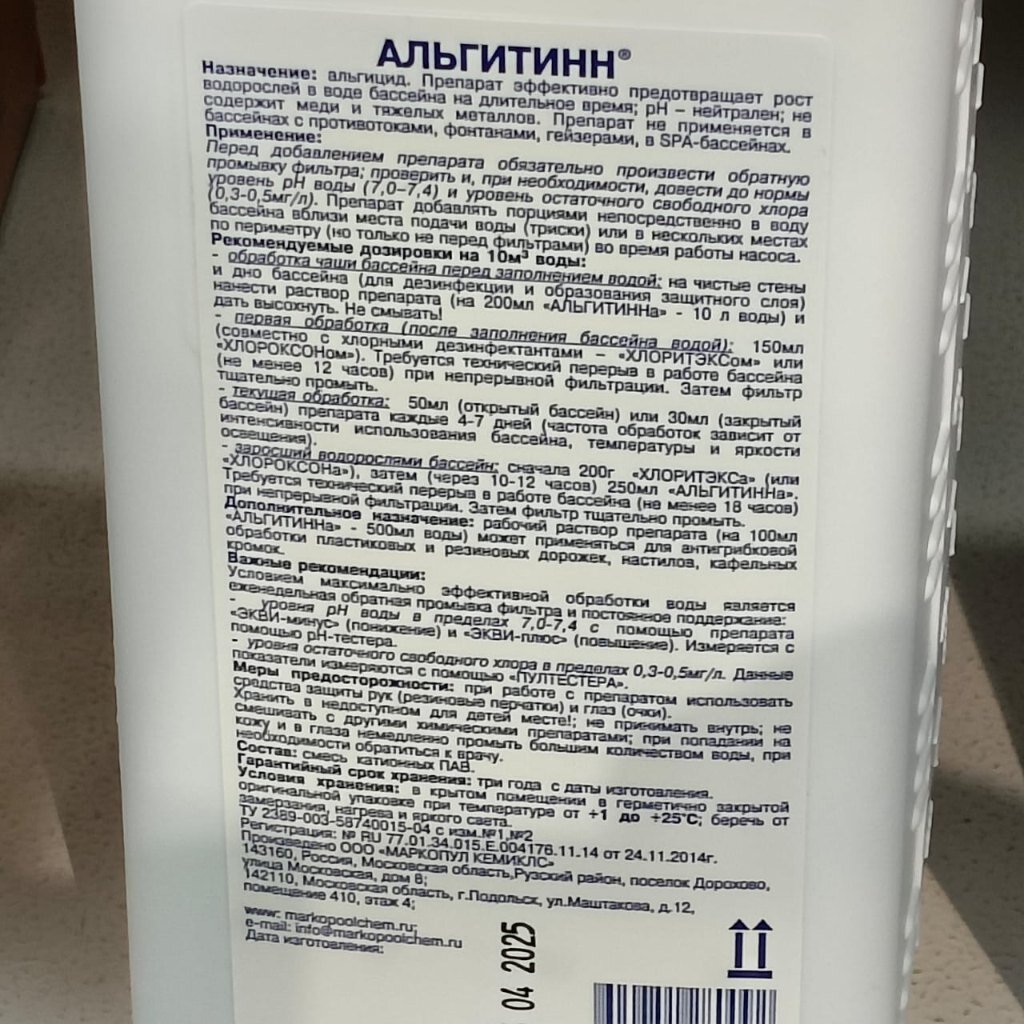 АЛЬГИТИНН®
Назначение: альгицид. Препарат эффективно предотвращает рост
водорослей в воде бассейна на длительное время; рН – нейтрален; не
содержит меди и тяжелых металлов. Препарат не применяется в
бассейнах с противотоками, фонтанами, гейзерами, в SPA-бассейнах.
Применение:
Перед добавлением препарата обязательно произвести обратную
промывку фильтра; проверить и, при необходимости, довести до нормы
уровень рН воды (7,0–7,4) и уровень остаточного свободного хлора
(0,3-0,5мг/л). Препарат добавлять порциями непосредственно в воду
бассейна вблизи места подачи воды (триски) или в нескольких местах
по периметру (но только не перед фильтрами) во время работы насоса.
Рекомендуемые дозировки на 10м³ воды:
- обработка чаши бассейна перед заполнением водой: на чистые стены
и дно бассейна (для дезинфекции и образования защитного слоя)
нанести раствор препарата (на 200мл «АЛЬГИТИННа» - 10 л воды) и
дать высохнуть. Не смывать!
- первая обработка (после заполнения бассейна водой): 150мл
(совместно с хлорными дезинфектантами – «ХЛОРИТЭКСом» или
«ХЛОРОКСОНом»). Требуется технический перерыв в работе бассейна
(не менее 12 часов) при непрерывной фильтрации. Затем фильтр
тщательно промыть.
- текущая обработка: 50мл (открытый бассейн) или 30мл (закрытый
бассейн) препарата каждые 4-7 дней (частота обработок зависит от
интенсивности использования бассейна, температуры и яркости
освещения).
- заросший водорослями бассейн: сначала 200г «ХЛОРИТЭКСа» (или
«ХЛОРОКСОНа»), затем (через 10-12 часов) 250мл «АЛЬГИТИННа».
Требуется технический перерыв в работе бассейна (не менее 18 часов)
при непрерывной фильтрации. Затем фильтр тщательно промыть.
Дополнительное назначение: рабочий раствор препарата (на 100мл
«АЛЬГИТИННа» - 500мл воды) может применяться для антигрибковой
обработки пластиковых и резиновых дорожек, настилов, кафельных
кромок.
Важные рекомендации:
Условием максимально эффективной обработки воды является
еженедельная обратная промывка фильтра и постоянное поддержание:
- уровня рН воды в пределах 7,0-7,4 с помощью препарата
«ЭКВИ-минус» (понижение) и «ЭКВИ-плюс» (повышение). Измеряется с
помощью рН-тестера.
- уровня остаточного свободного хлора в пределах 0,3-0,5мг/л. Данные
показатели измеряются с помощью «ПУЛТЕСТЕРА».
Меры предосторожности: при работе с препаратом использовать
средства защиты рук (резиновые перчатки) и глаз (очки).
Хранить в недоступном для детей месте!; не принимать внутрь; не
смешивать с другими химическими препаратами; при попадании на
кожу и в глаза немедленно промыть большим количеством воды, при
необходимости обратиться к врачу.
Состав: смесь катионных ПАВ.
Гарантийный срок хранения: три года с даты изготовления.
Условия хранения: в крытом помещении в герметично закрытой
оригинальной упаковке при температуре от +1 до +25°С; беречь от
замерзания, нагрева и яркого света.
ТУ 2389-003-58740015-04 с изм.№1,№2
Регистрация: № RU 77.01.34.015.Е.004176.11.14 от 24.11.2014г.
Произведено ООО «МАРКОПУЛ КЕМИКЛС»
143160, Россия, Московская область,Рузский район, поселок Дорохово,
улица Московская, дом 8;
142110, Московская область, г.Подольск, ул.Маштакова, д.12,
помещение 410, этаж 4;
www: markopoolchem.ru;
e-mail: info@markopoolchem.ru
Дата изготовления:
04 2025